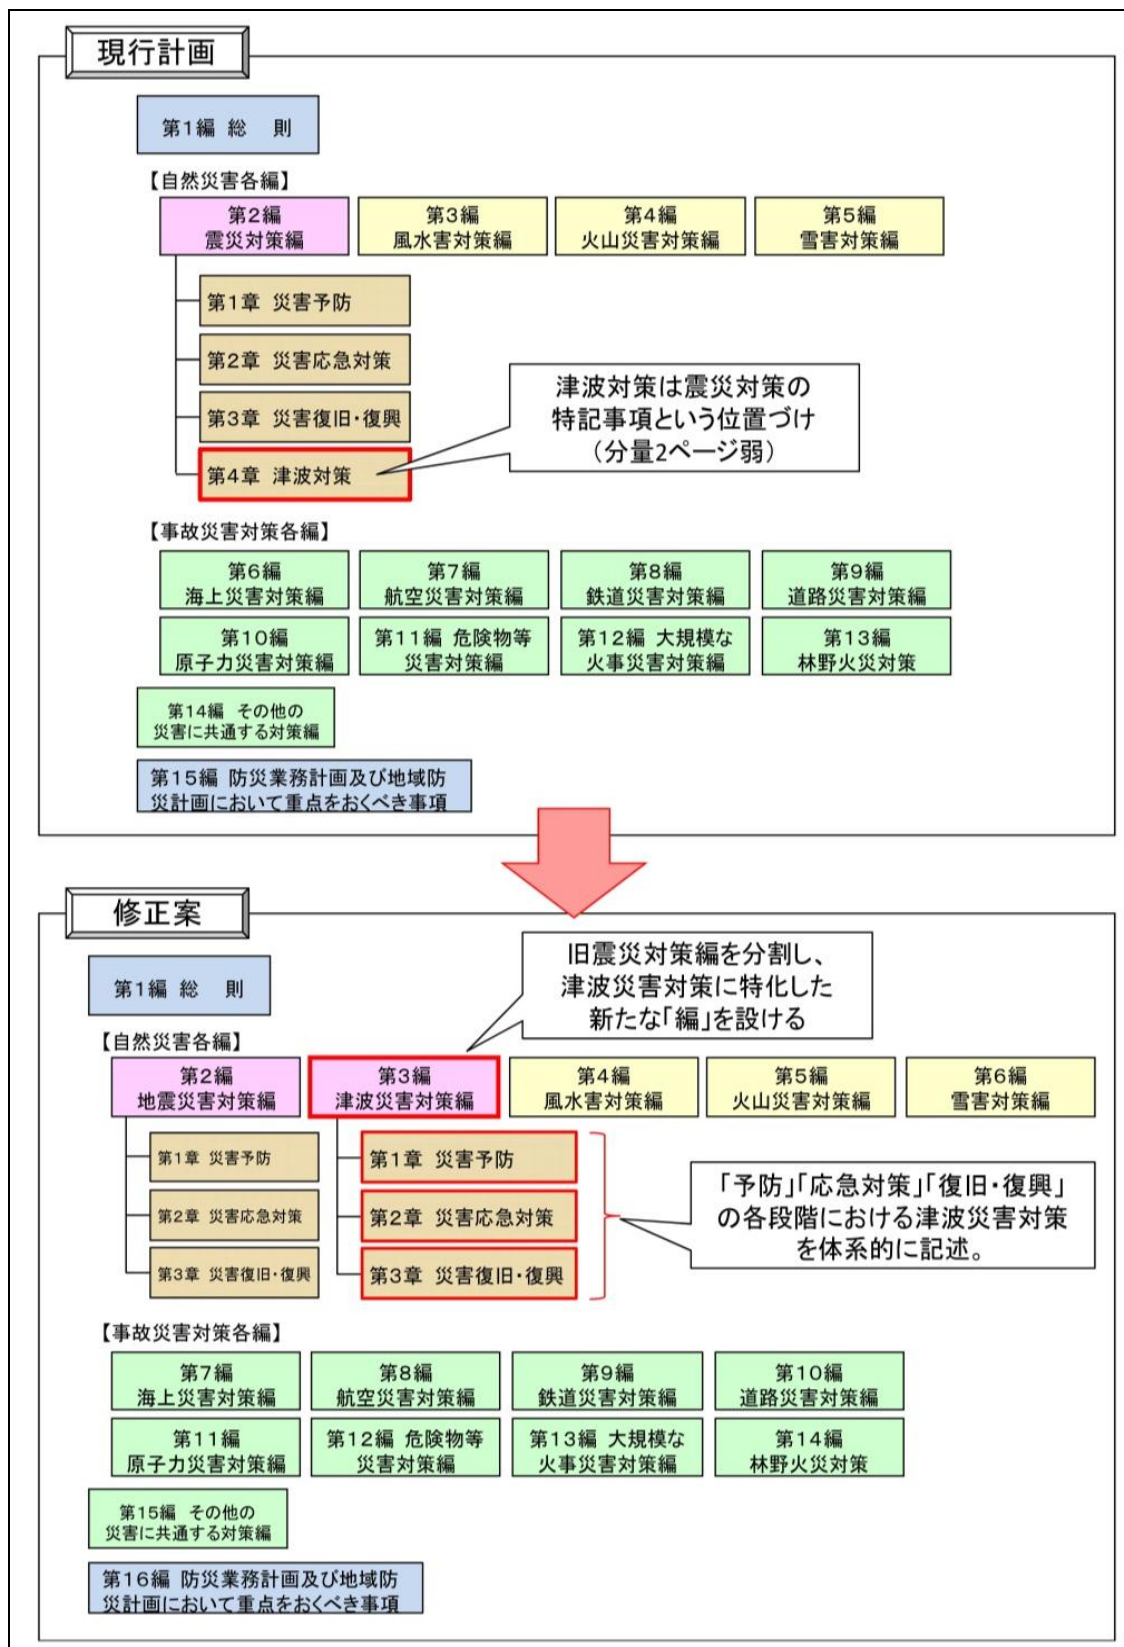 現行計画
第1編 総　則
【自然災害各編】
第2編
震災対策編
第3編
風水害対策編
第4編
火山災害対策編
第5編
雪害対策編
第1章 災害予防
第2章 災害応急対策
第3章 災害復旧・復興
第4章 津波対策
津波対策は震災対策の
特記事項という位置づけ
（分量2ページ弱）
【事故災害対策各編】
第6編
海上災害対策編
第7編
航空災害対策編
第8編
鉄道災害対策編
第9編
道路災害対策編
第10編
原子力災害対策編
第11編 危険物等
災害対策編
第12編 大規模な
火事災害対策編
第13編
林野火災対策
第14編 その他の
災害に共通する対策編
第15編 防災業務計画及び地域防
災計画において重点をおくべき事項
修正案
旧震災対策編を分割し、
津波災害対策に特化した
新たな「編」を設ける
第1編 総　則
【自然災害各編】
第2編
地震災害対策編
第3編
津波災害対策編
第4編
風水害対策編
第5編
火山災害対策編
第6編
雪害対策編
第1章 災害予防
第2章 災害応急対策
第3章 災害復旧・復興
第1章 災害予防
第2章 災害応急対策
第3章 災害復旧・復興
「予防」「応急対策」「復旧・復興」
の各段階における津波災害対策
を体系的に記述。
【事故災害対策各編】
第7編
海上災害対策編
第8編
航空災害対策編
第9編
鉄道災害対策編
第10編
道路災害対策編
第11編
原子力災害対策編
第12編 危険物等
災害対策編
第13編 大規模な
火事災害対策編
第14編
林野火災対策
第15編 その他の
災害に共通する対策編
第16編 防災業務計画及び地域防
災計画において重点をおくべき事項